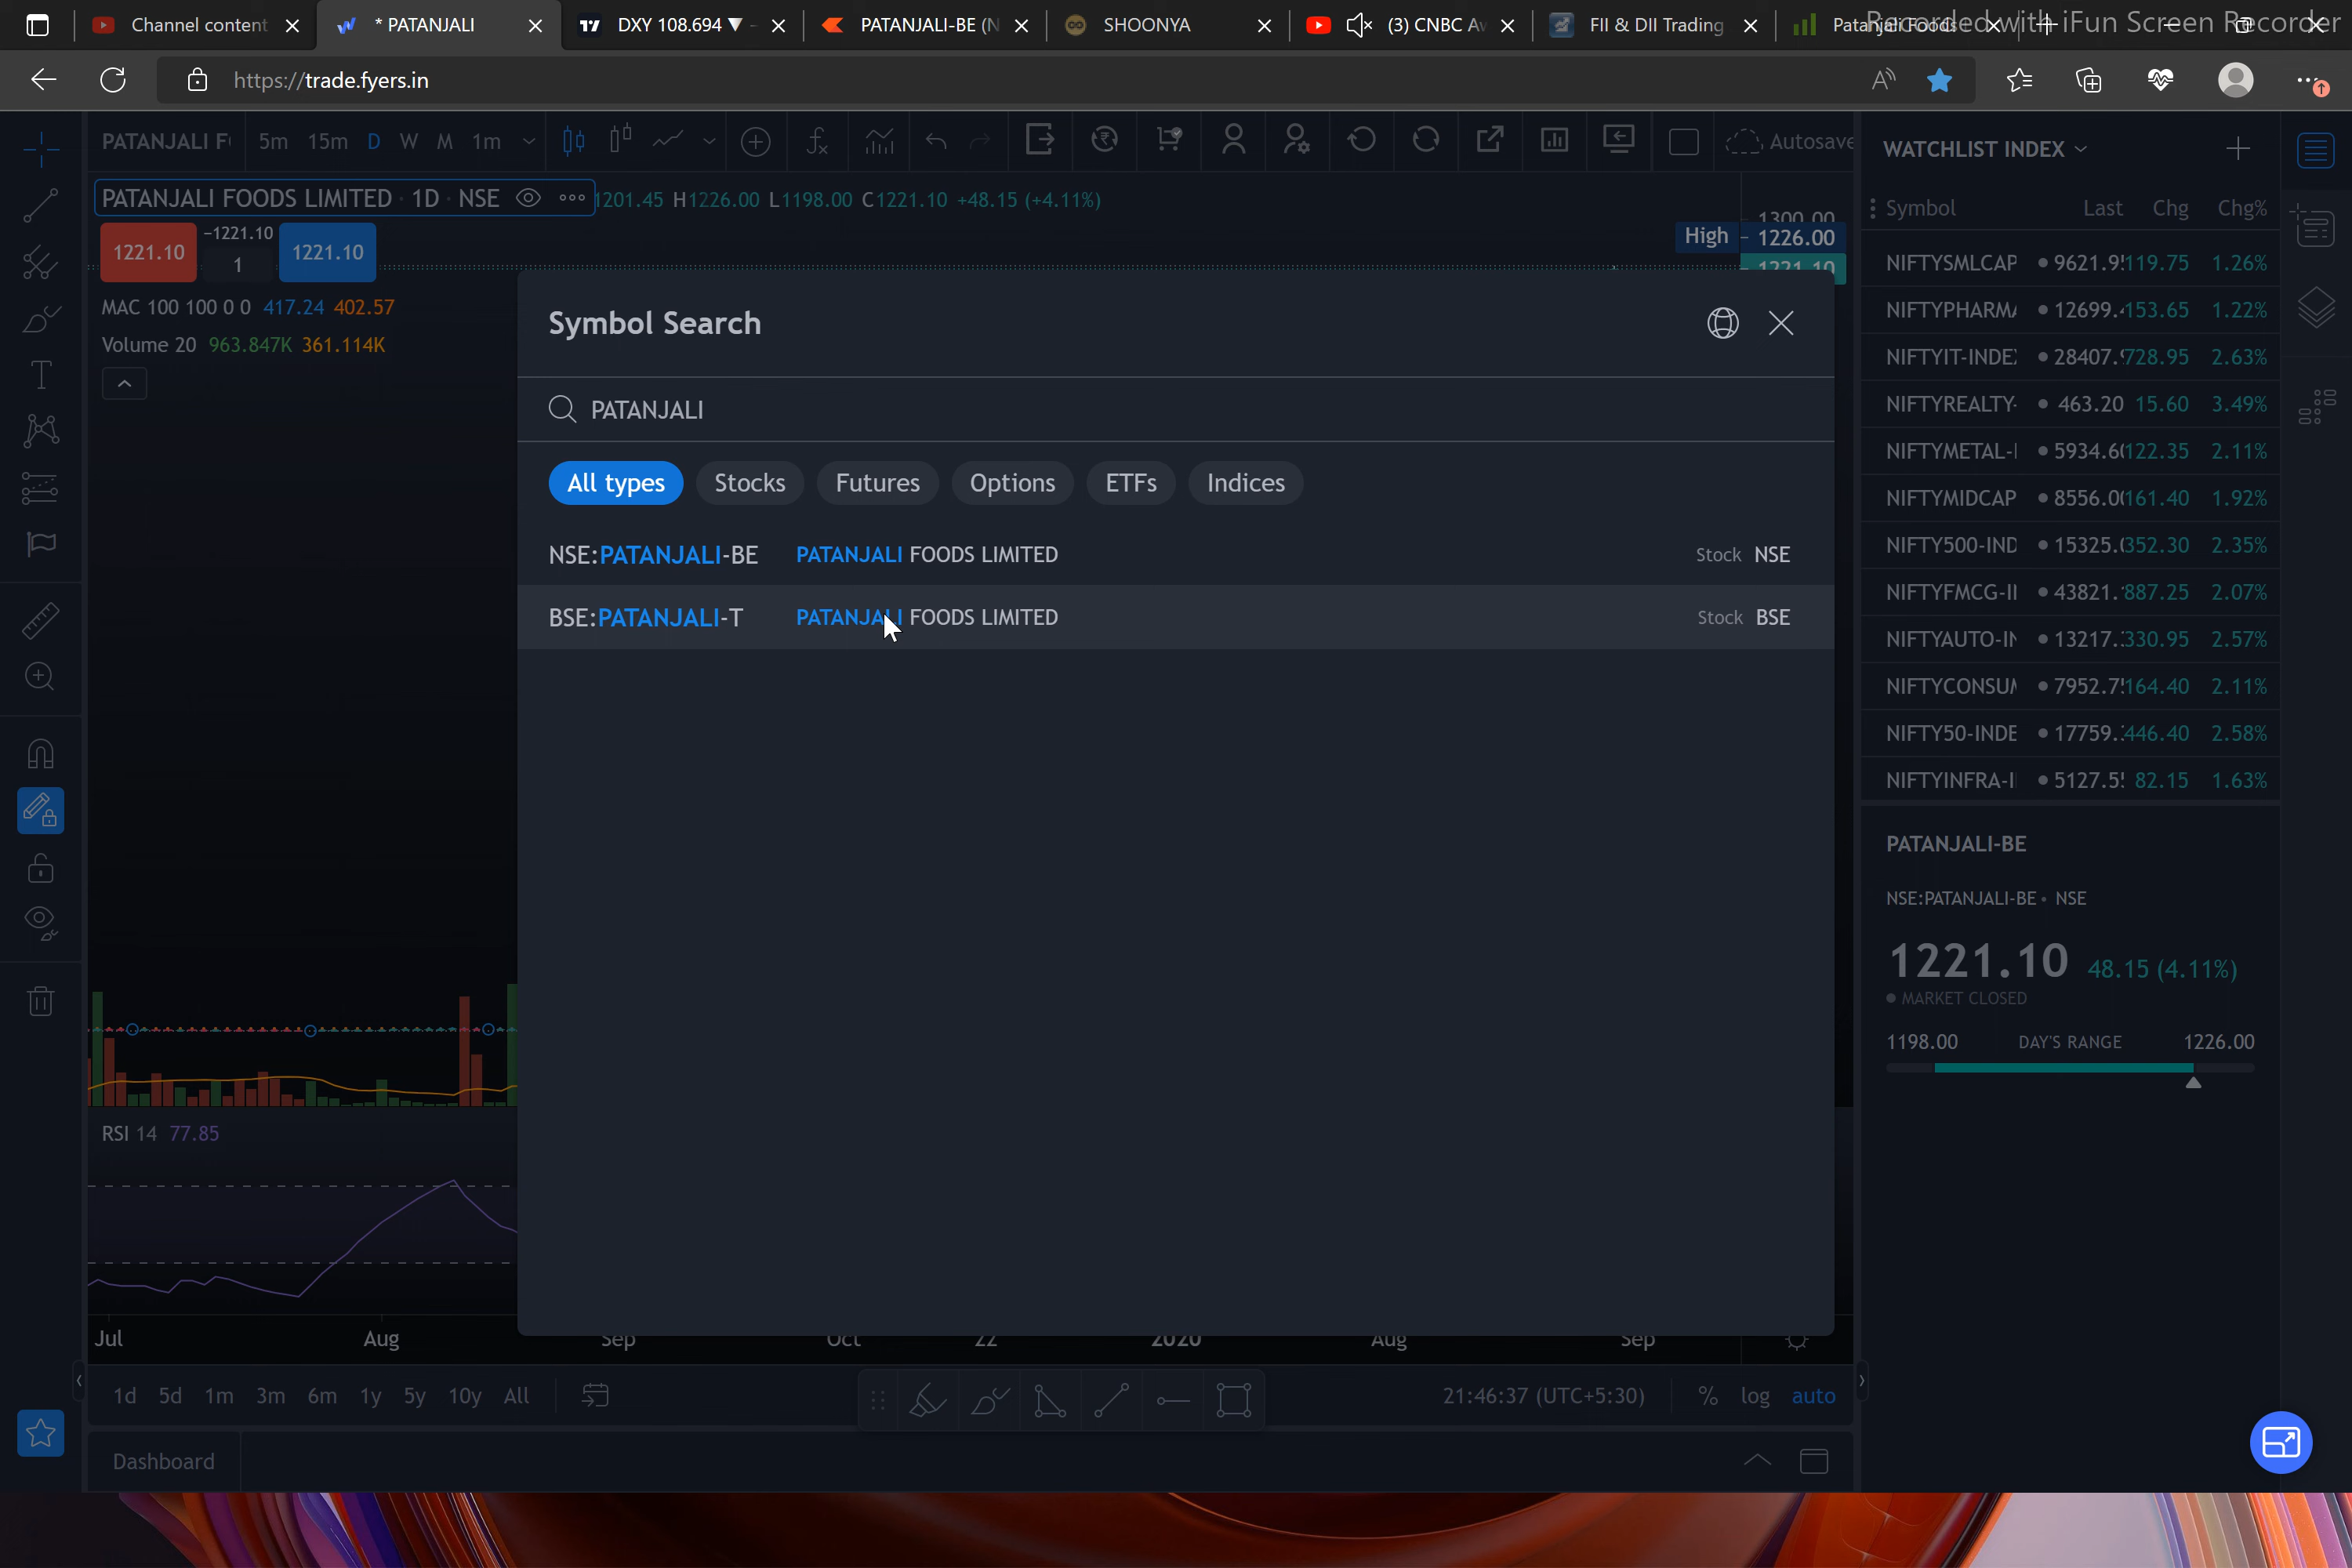 Channel content
* PATANJALI
DXY 108.694 ▼
PATANJALI-BE (N
SHOONYA
(3) CNBC Aw
FII & DII Trading
Patanjali Foods
Recorded with iFun Screen Recorder
https://trade.fyers.in
PATANJALI F
5m 15m D W M 1m
Autosave
WATCHLIST INDEX
PATANJALI FOODS LIMITED · 1D · NSE
1201.45 H1226.00 L1198.00 C1221.10 +48.15 (+4.11%)
1221.10
−1221.10
1
1221.10
MAC 100 100 0 0 417.24 402.57
Volume 20 963.847K 361.114K
1300.00
High 1226.00
1221.10
Symbol Search
PATANJALI
All types Stocks Futures Options ETFs Indices
NSE:PATANJALI-BE PATANJALI FOODS LIMITED Stock NSE
BSE:PATANJALI-T PATANJALI FOODS LIMITED Stock BSE
Symbol Last Chg Chg%
NIFTYSMLCAP 9621.9 119.75 1.26%
NIFTYPHARMA 12699. 153.65 1.22%
NIFTYIT-INDEX 28407. 728.95 2.63%
NIFTYREALTY- 463.20 15.60 3.49%
NIFTYMETAL-I 5934.6 122.35 2.11%
NIFTYMIDCAP 8556.0 161.40 1.92%
NIFTY500-IND 15325. 352.30 2.35%
NIFTYFMCG-II 43821. 887.25 2.07%
NIFTYAUTO-IN 13217. 330.95 2.57%
NIFTYCONSUM 7952.7 164.40 2.11%
NIFTY50-INDE 17759. 446.40 2.58%
NIFTYINFRA-I 5127.5 82.15 1.63%
PATANJALI-BE
NSE:PATANJALI-BE • NSE
1221.10 48.15 (4.11%)
MARKET CLOSED
1198.00 DAY'S RANGE 1226.00
RSI 14 77.85
Jul Aug Sep Oct 22 2020 Aug Sep
1d 5d 1m 3m 6m 1y 5y 10y All
21:46:37 (UTC+5:30) % log auto
Dashboard